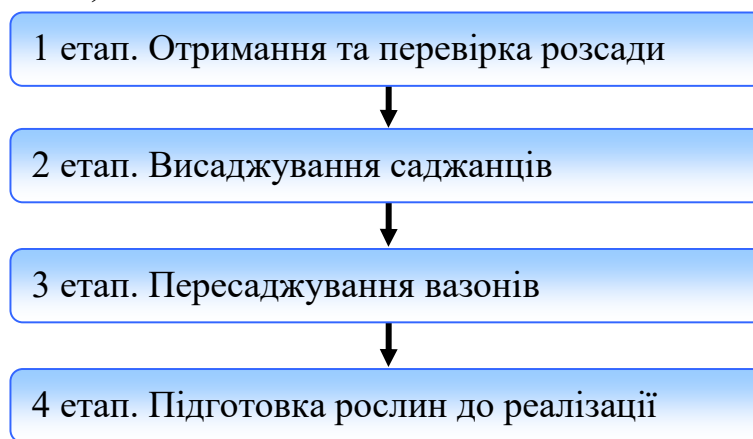 1 етап. Отримання та перевірка розсади
2 етап. Висаджування саджанців
3 етап. Пересаджування вазонів
4 етап. Підготовка рослин до реалізації